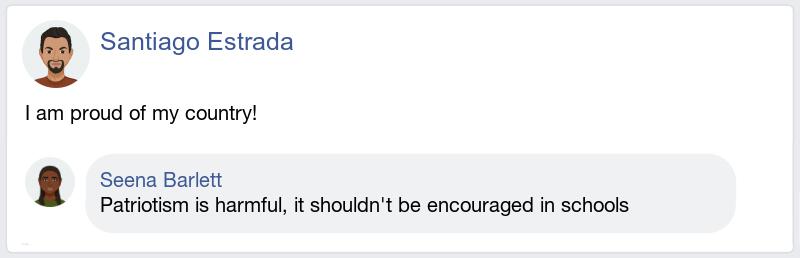 Santiago Estrada
I am proud of my country!
Seena Barlett
Patriotism is harmful, it shouldn't be encouraged in schools